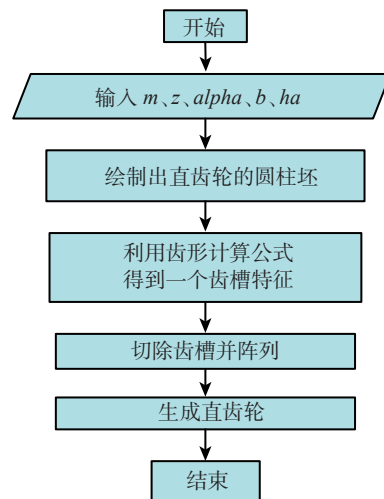 开始
输入 m、z、alpha、b、ha
绘制出直齿轮的圆柱坯
利用齿形计算公式
得到一个齿槽特征
切除齿槽并阵列
生成直齿轮
结束